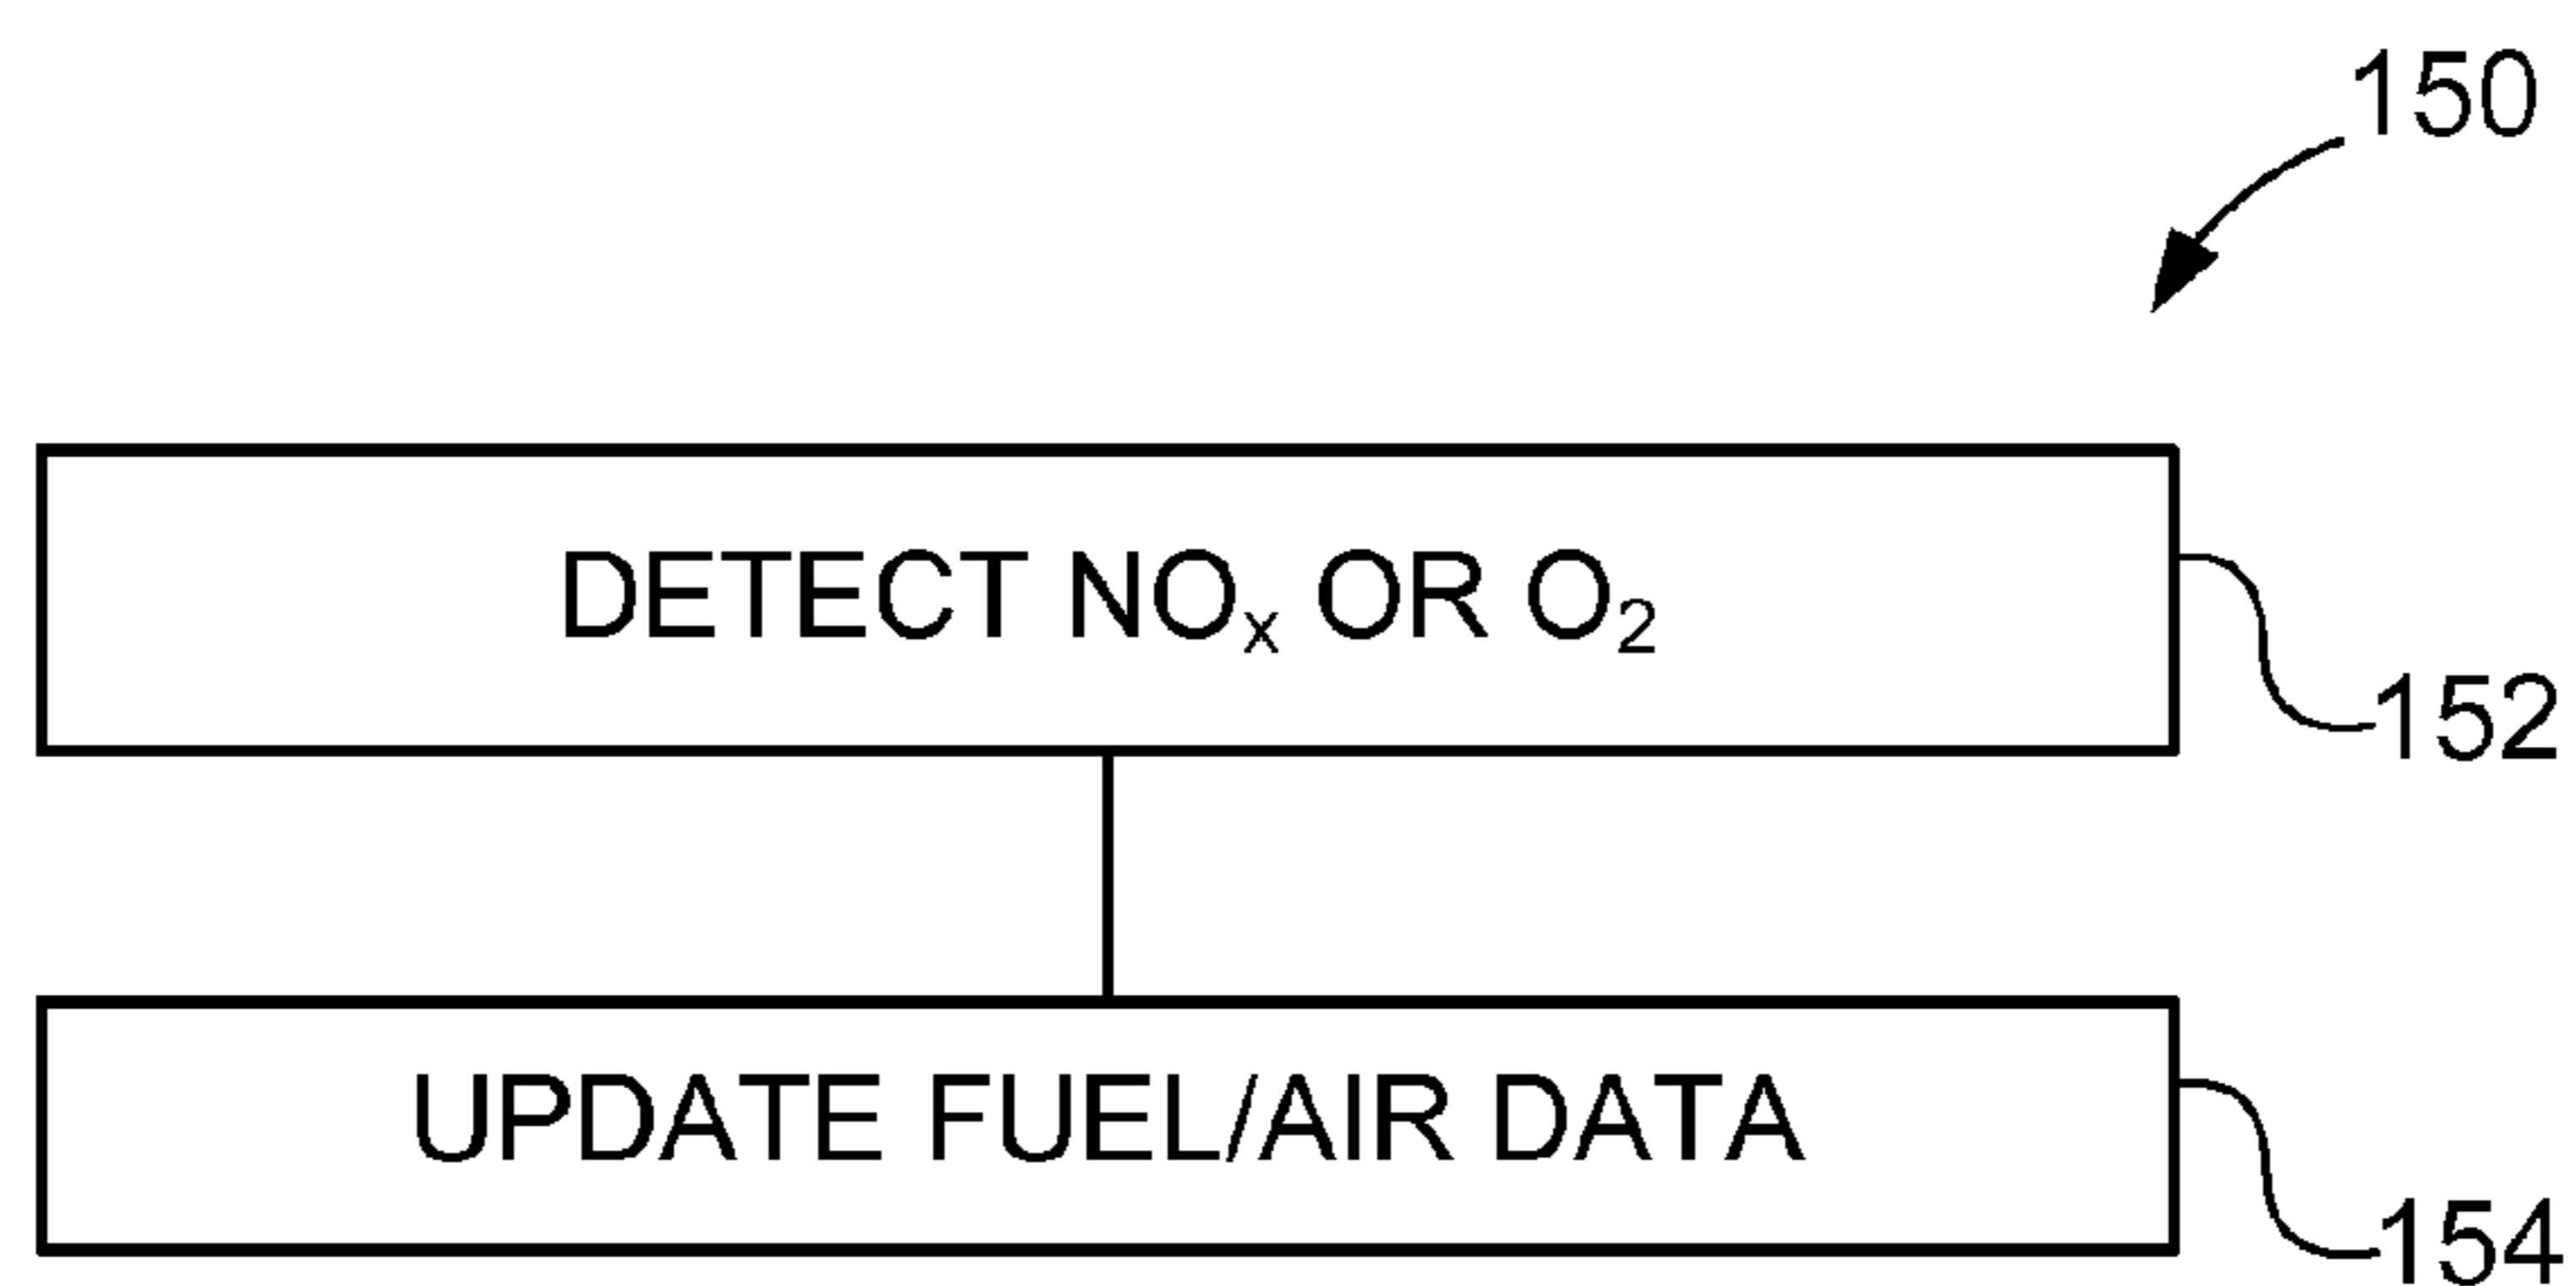 150
DETECT NOₓ OR O₂
152
UPDATE FUEL/AIR DATA
154